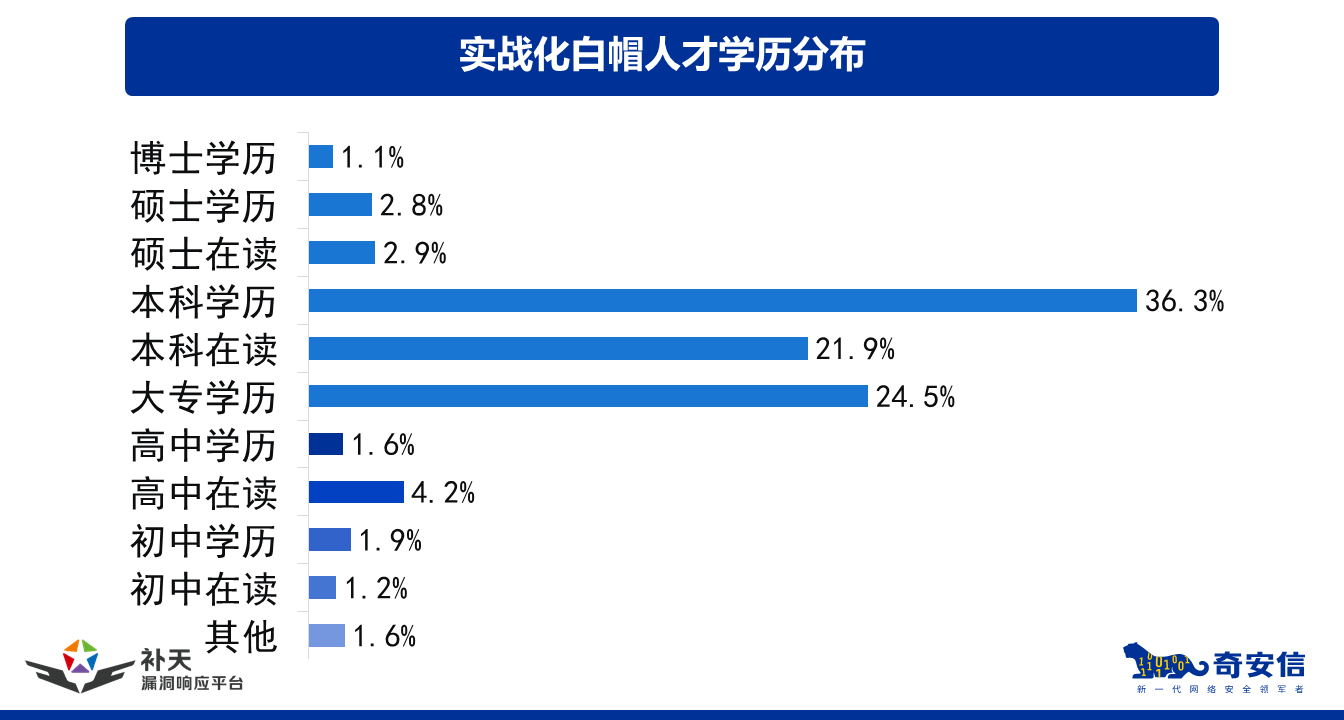 实战化白帽人才学历分布
博士学历 1.1%
硕士学历 2.8%
硕士在读 2.9%
本科学历 36.3%
本科在读 21.9%
大专学历 24.5%
高中学历 1.6%
高中在读 4.2%
初中学历 1.9%
初中在读 1.2%
其他 1.6%
补天
漏洞响应平台
奇安信
新一代网络安全领军者